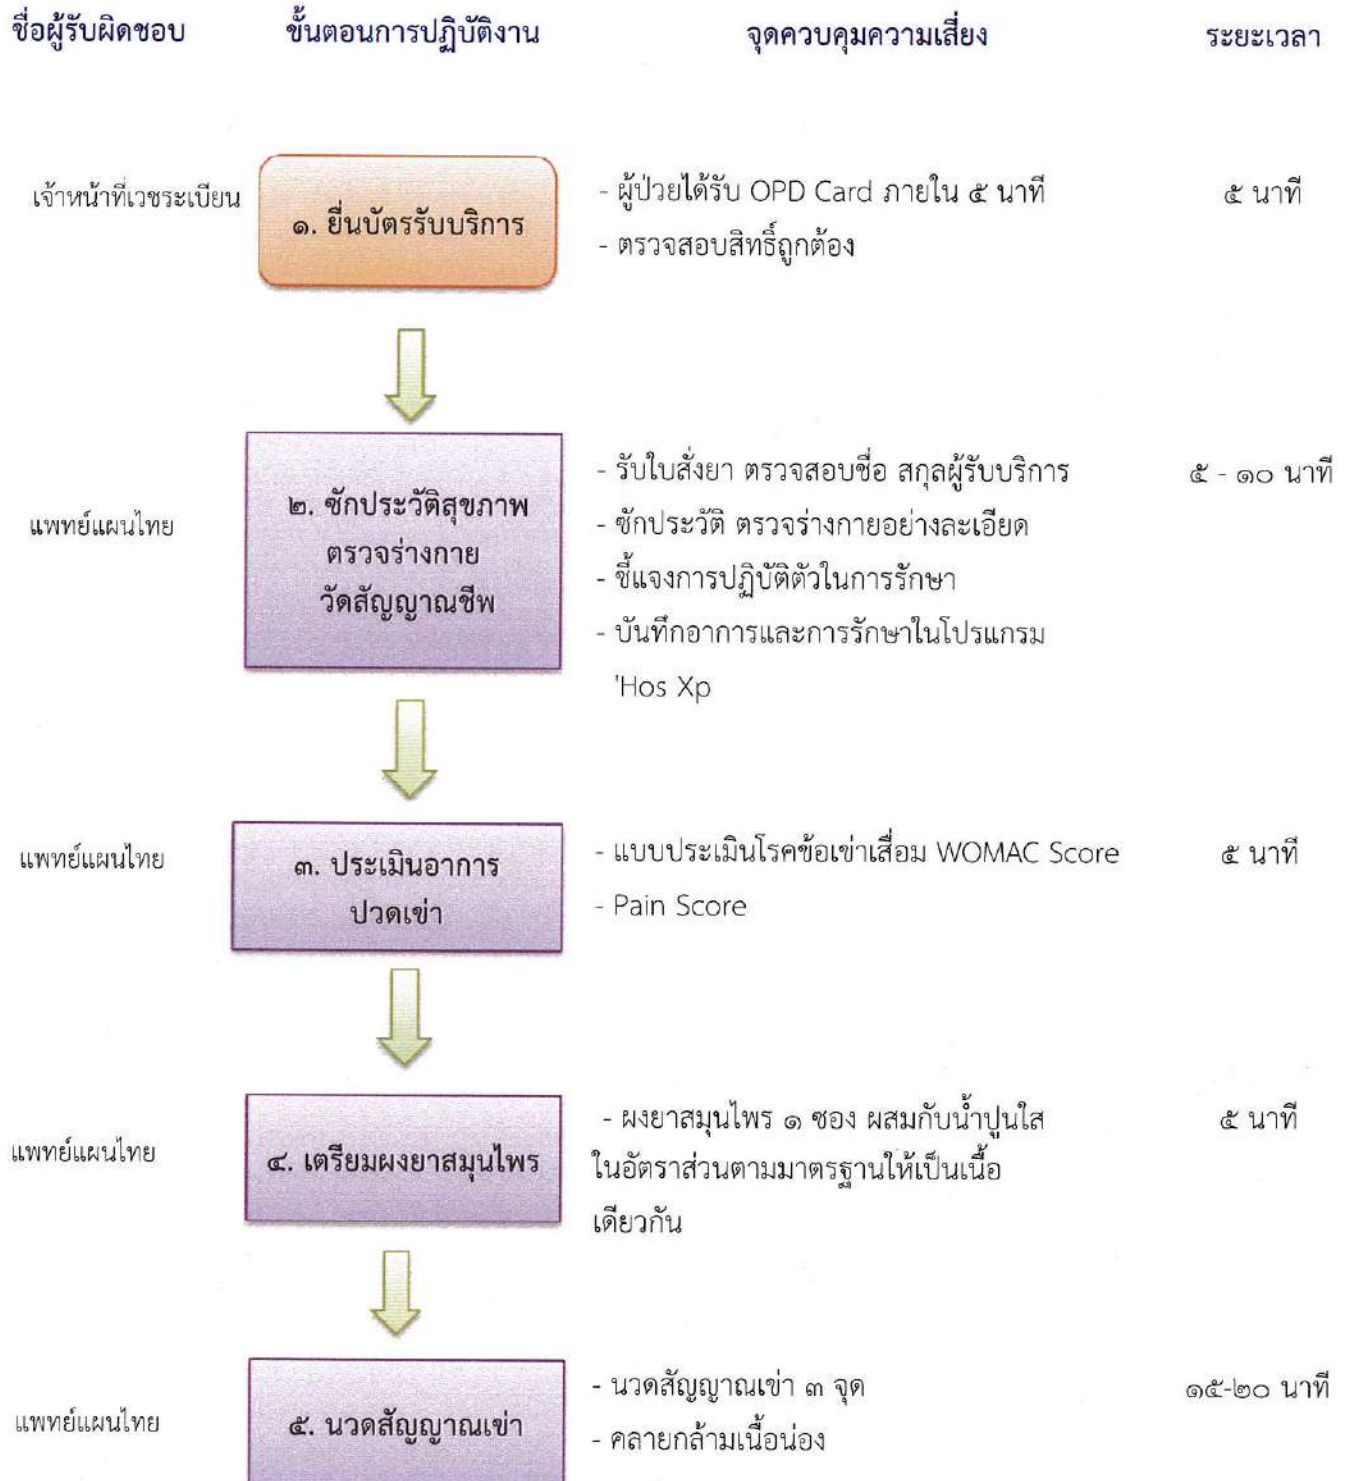 ชื่อผู้รับผิดชอบ ขั้นตอนการปฏิบัติงาน จุดควบคุมความเสี่ยง ระยะเวลา
เจ้าหน้าที่เวชระเบียน
๑. ยื่นบัตรรับบริการ
- ผู้ป่วยได้รับ OPD Card ภายใน ๕ นาที
- ตรวจสอบสิทธิ์ถูกต้อง
๕ นาที
แพทย์แผนไทย
๒. ซักประวัติสุขภาพ
ตรวจร่างกาย
วัดสัญญาณชีพ
- รับใบสั่งยา ตรวจสอบชื่อ สกุลผู้รับบริการ
- ซักประวัติ ตรวจร่างกายอย่างละเอียด
- ชี้แจงการปฏิบัติตัวในการรักษา
- บันทึกอาการและการรักษาในโปรแกรม
'Hos Xp
๕ - ๑๐ นาที
แพทย์แผนไทย
๓. ประเมินอาการ
ปวดเข่า
- แบบประเมินโรคข้อเข่าเสื่อม WOMAC Score
- Pain Score
๕ นาที
แพทย์แผนไทย
๔. เตรียมผงยาสมุนไพร
- ผงยาสมุนไพร ๑ ซอง ผสมกับน้ำปูนใส
ในอัตราส่วนตามมาตรฐานให้เป็นเนื้อ
เดียวกัน
๕ นาที
แพทย์แผนไทย
๕. นวดสัญญาณเข่า
- นวดสัญญาณเข่า ๓ จุด
- คลายกล้ามเนื้อน่อง
๑๕-๒๐ นาที